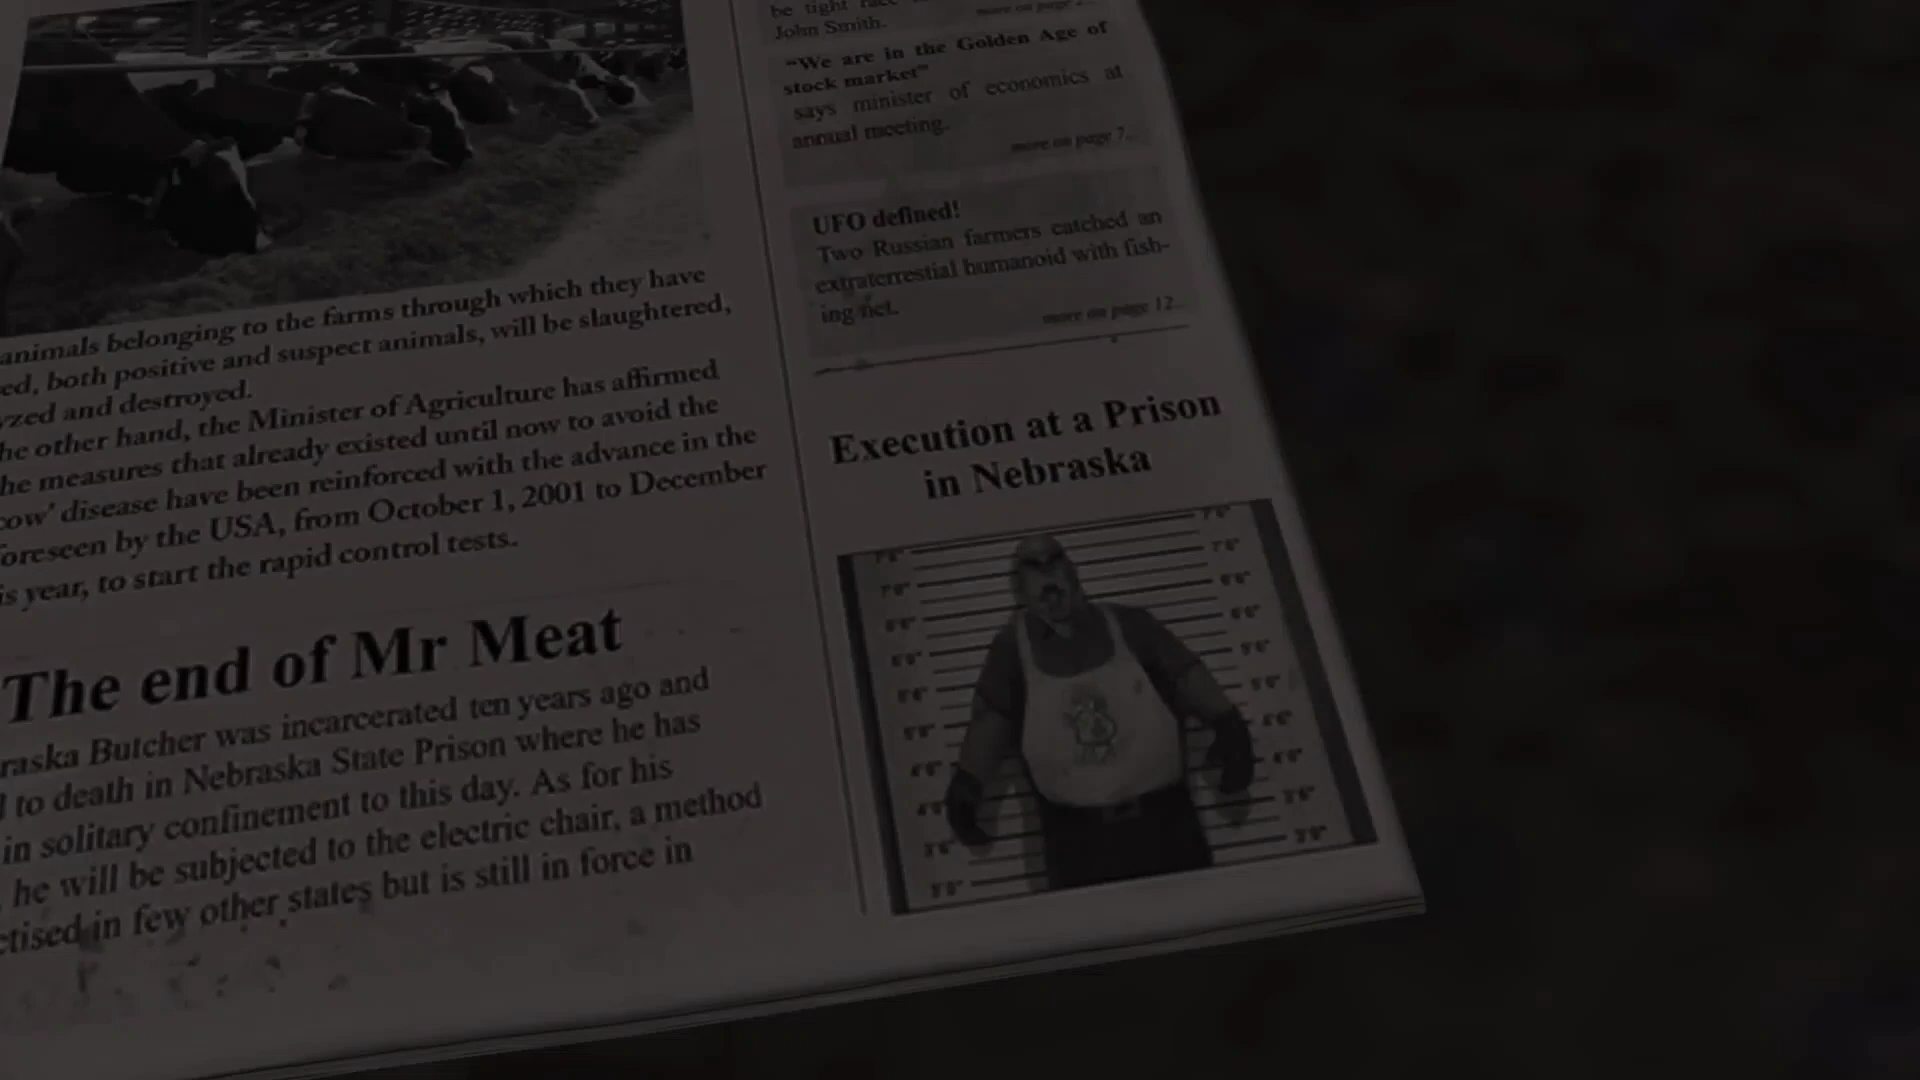 animals belonging to the farms through which they have
ed, both positive and suspect animals, will be slaughtered,
yzed and destroyed.
he other hand, the Minister of Agriculture has affirmed
he measures that already existed until now to avoid the
cow' disease have been reinforced with the advance in the
oreseen by the USA, from October 1, 2001 to December
is year, to start the rapid control tests.
The end of Mr Meat
raska Butcher was incarcerated ten years ago and
to death in Nebraska State Prison where he has
in solitary confinement to this day. As for his
he will be subjected to the electric chair, a method
ctised in few other states but is still in force in
be tight race
more on page
John Smith.
“We are in the Golden Age of
stock market”
says minister of economics at
annual meeting.
more on page 7..
UFO defined!
Two Russian farmers catched an
extraterrestial humanoid with fish-
ing net.
more on page 12..
Execution at a Prison
in Nebraska